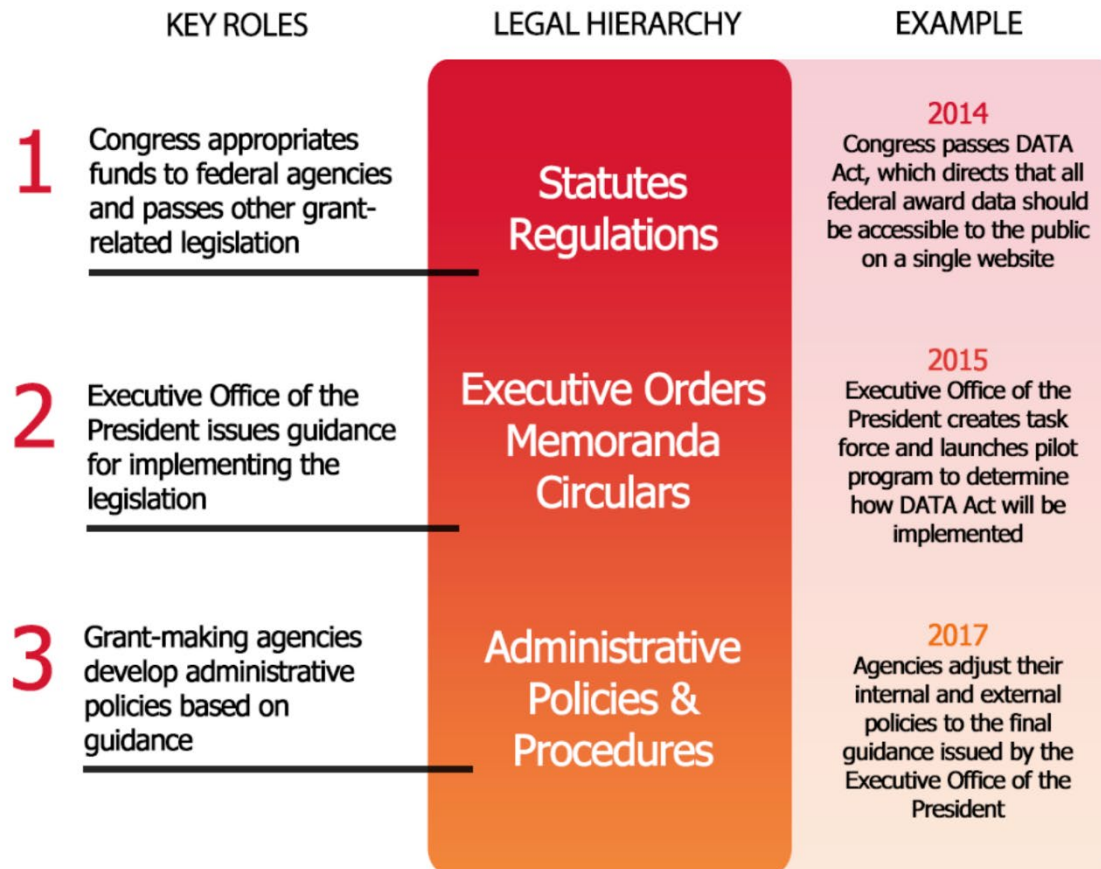 KEY ROLES
LEGAL HIERARCHY
EXAMPLE
1
Congress appropriates
funds to federal agencies
and passes other grant-
related legislation
Statutes
Regulations
2014
Congress passes DATA
Act, which directs that all
federal award data should
be accessible to the public
on a single website
2
Executive Office of the
President issues guidance
for implementing the
legislation
Executive Orders
Memoranda
Circulars
2015
Executive Office of the
President creates task
force and launches pilot
program to determine
how DATA Act will be
implemented
3
Grant-making agencies
develop administrative
policies based on
guidance
Administrative
Policies &
Procedures
2017
Agencies adjust their
internal and external
policies to the final
guidance issued by the
Executive Office of the
President